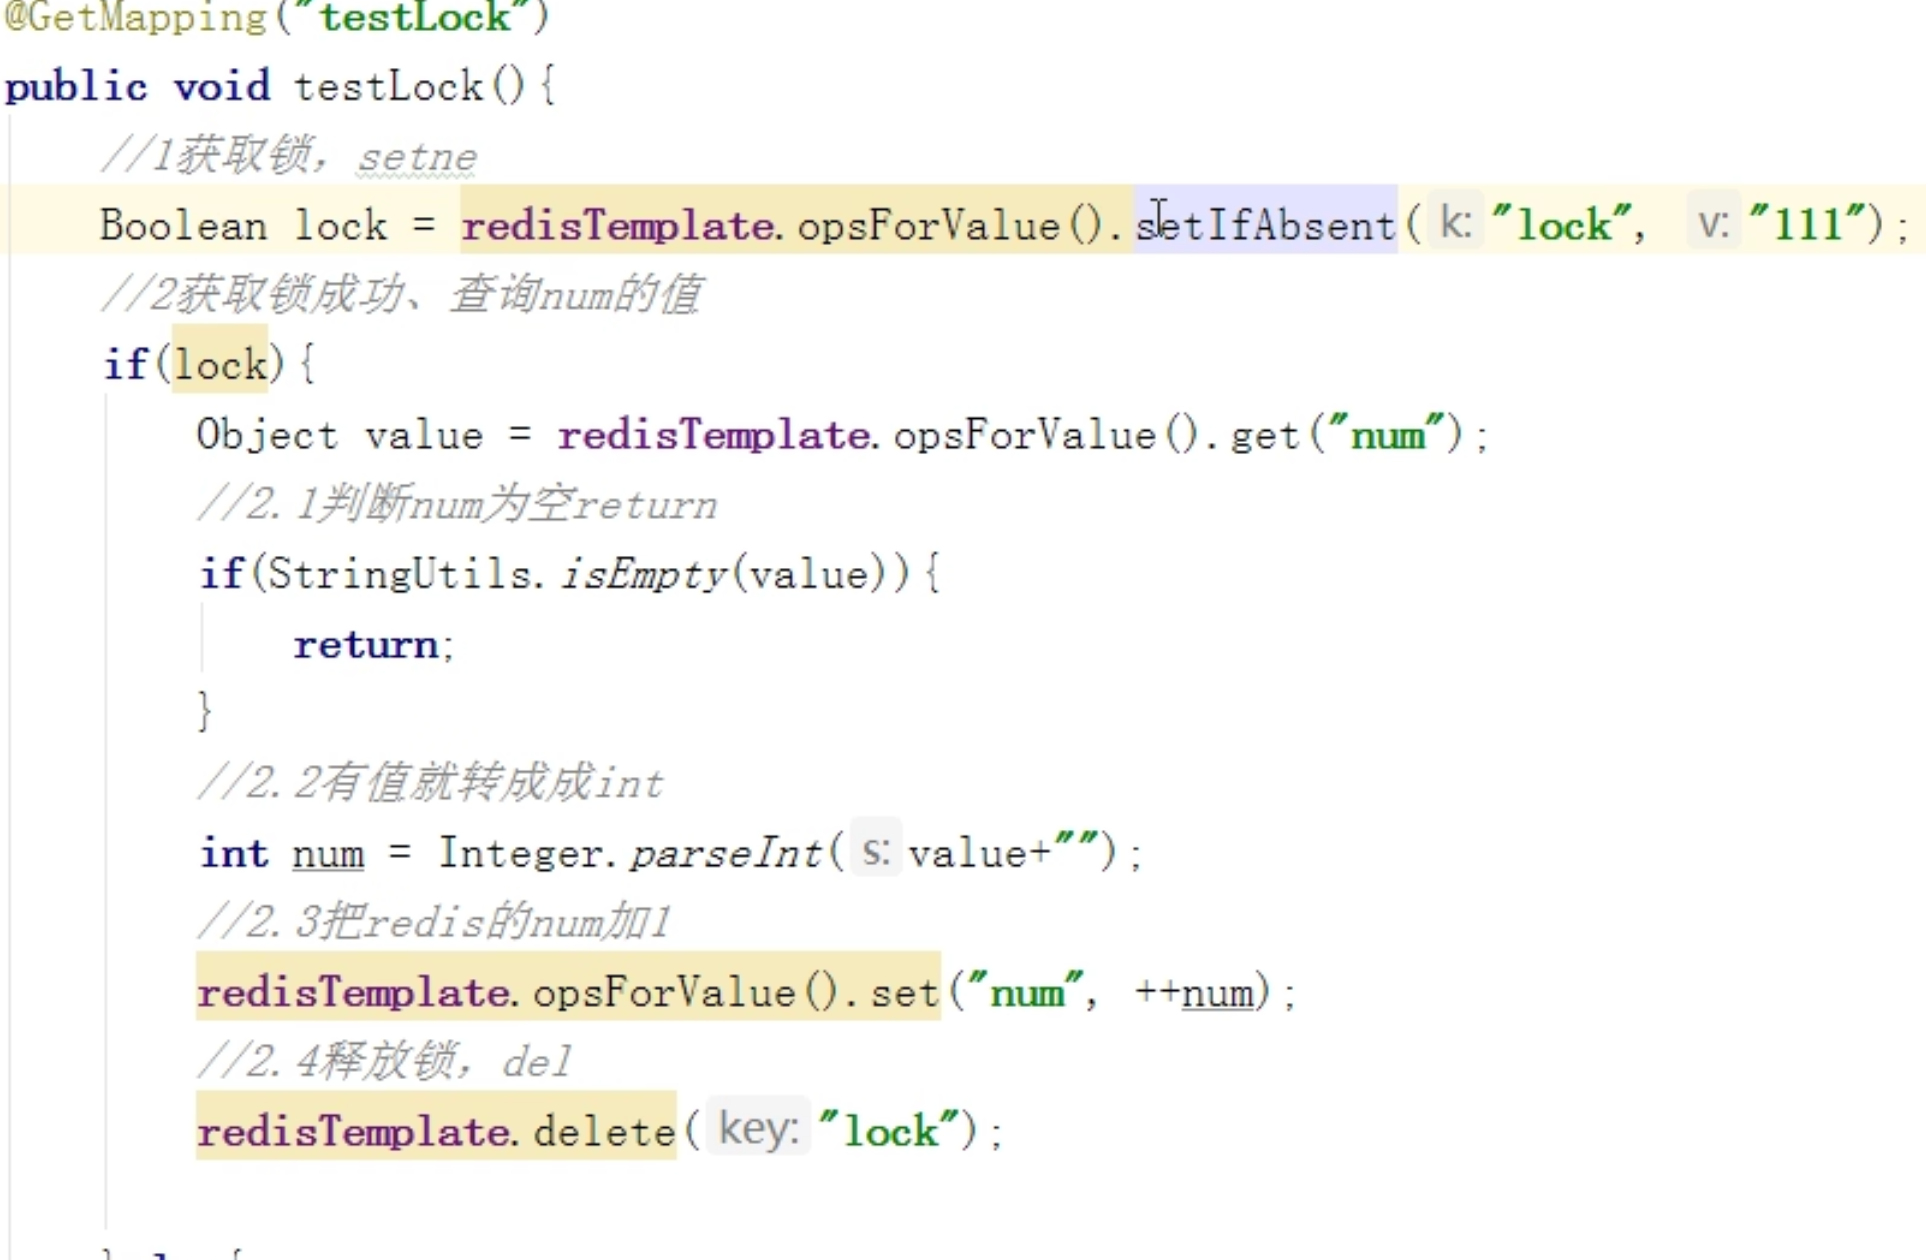 @GetMapping("testLock")
public void testLock(){
//1获取锁，setne
Boolean lock = redisTemplate.opsForValue().setIfAbsent( k: "lock", v: "111");
//2获取锁成功、查询num的值
if(lock){
Object value = redisTemplate.opsForValue().get("num");
//2.1判断num为空return
if(StringUtils.isEmpty(value)){
return;
}
//2.2有值就转成成int
int num = Integer.parseInt( s: value+"");
//2.3把redis的num加1
redisTemplate.opsForValue().set("num", ++num);
//2.4释放锁，del
redisTemplate.delete( key: "lock");